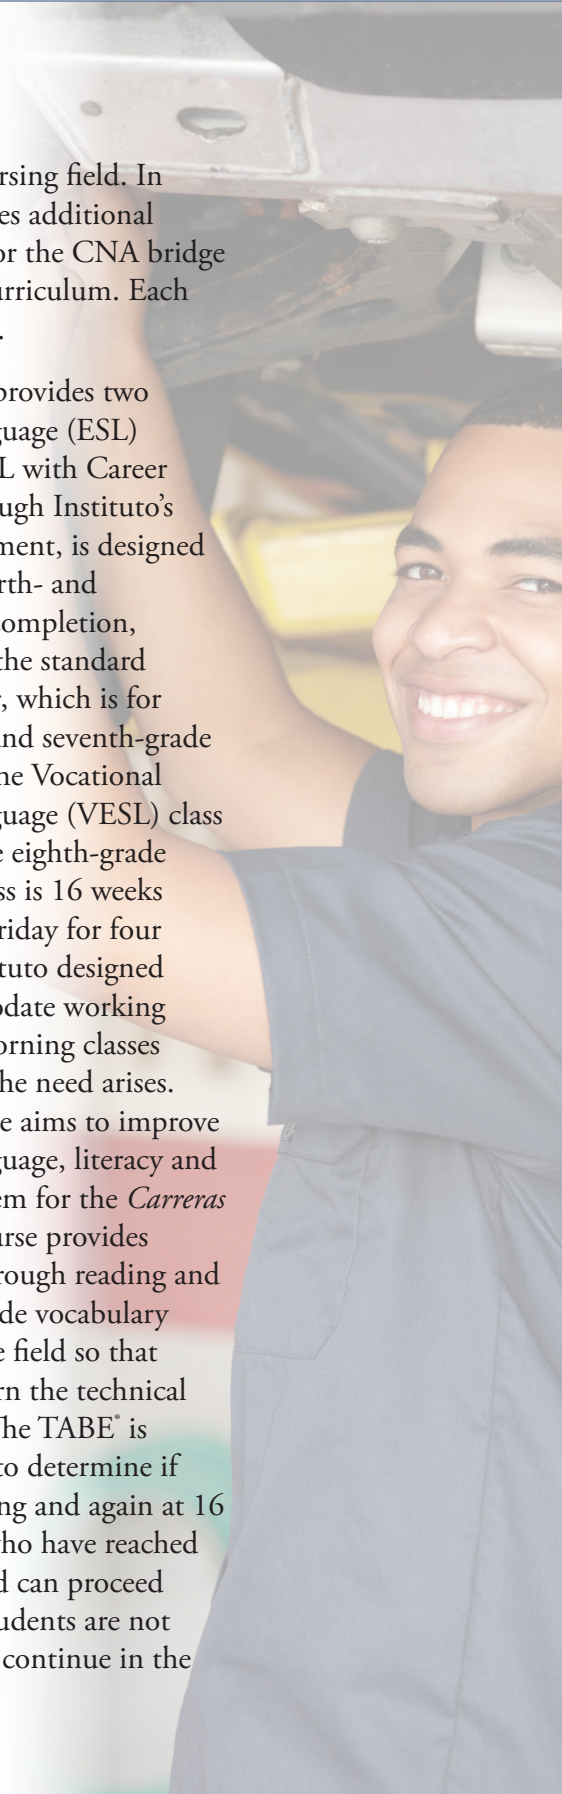 rsing field. In
es additional
or the CNA bridge
urriculum. Each
.
provides two
guage (ESL)
L with Career
ugh Instituto’s
ment, is designed
rth- and
completion,
the standard
, which is for
and seventh-grade
he Vocational
guage (VESL) class
e eighth-grade
ss is 16 weeks
riday for four
tuto designed
odate working
orning classes
he need arises.
e aims to improve
guage, literacy and
em for the Carreras
urse provides
rough reading and
de vocabulary
e field so that
rn the technical
The TABE® is
to determine if
ng and again at 16
who have reached
d can proceed
udents are not
continue in the